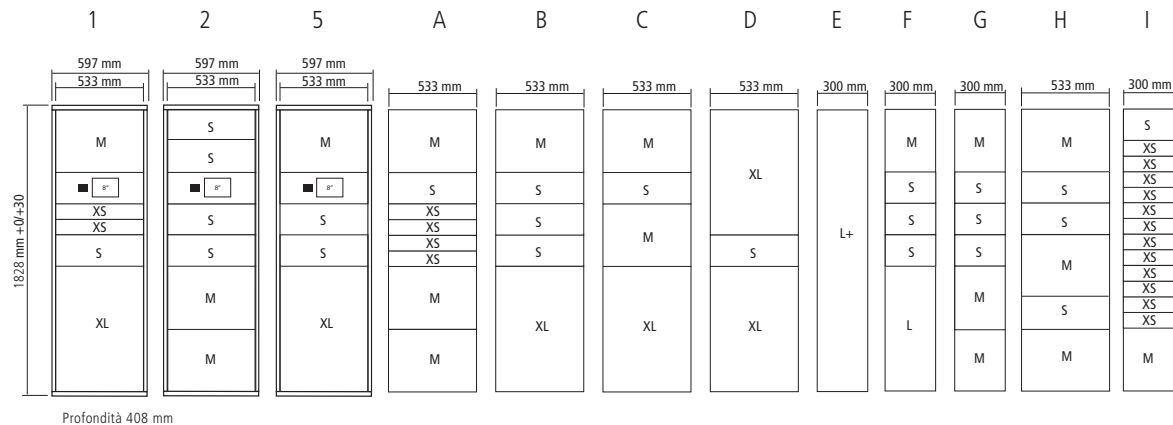 1 2 5 A B C D E F G H I
597 mm 597 mm 597 mm
533 mm 533 mm 533 mm 533 mm 533 mm 533 mm 533 mm 300 mm 300 mm 300 mm 533 mm 300 mm
1828 mm +0/+30
M
8"
XS
XS
S
XL
S
S
8"
S
S
M
M
M
8"
S
S
XL
M
S
XS
XS
XS
XS
M
M
M
S
S
S
XL
M
S
M
XL
XL
S
XL
L+
M
S
S
S
L
M
S
S
S
M
M
M
S
S
M
S
M
S
XS
XS
XS
XS
XS
XS
XS
XS
XS
XS
XS
XS
M
Profondità 408 mm